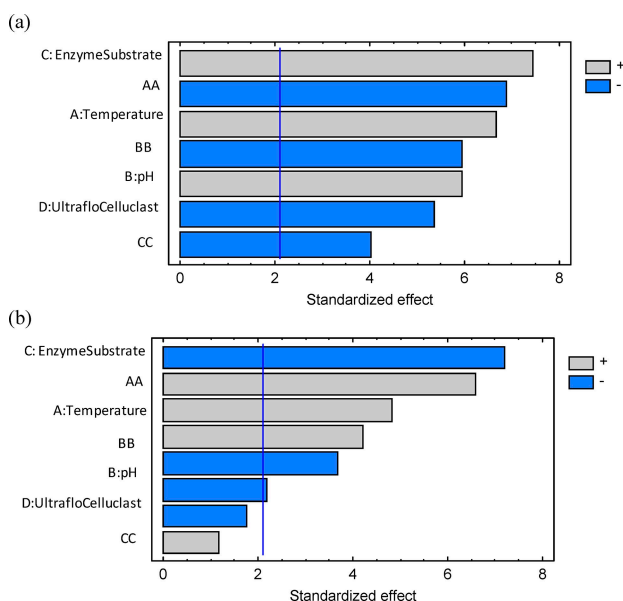 (a)
C: EnzymeSubstrate
AA
A:Temperature
BB
B:pH
D:UltrafloCelluclast
CC
+
-
0 2 4 6 8
Standardized effect
(b)
C: EnzymeSubstrate
AA
A:Temperature
BB
B:pH
D:UltrafloCelluclast
CC
+
-
0 2 4 6 8
Standardized effect